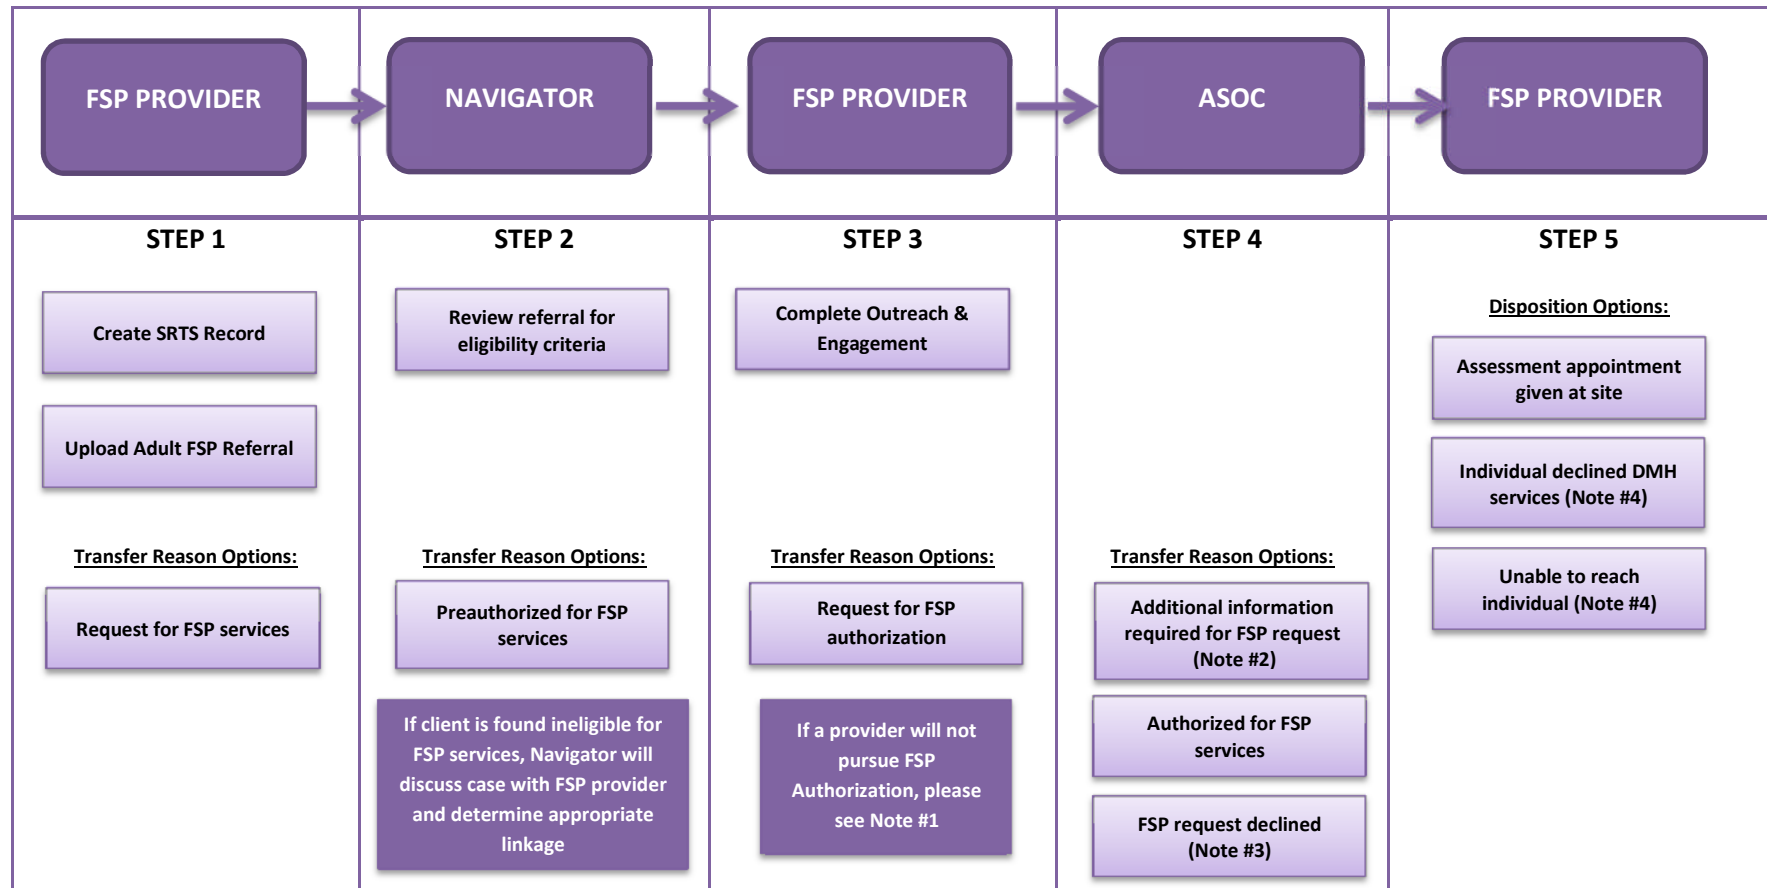 FSP PROVIDER
NAVIGATOR
FSP PROVIDER
ASOC
FSP PROVIDER
STEP 1
Create SRTS Record
Upload Adult FSP Referral
Transfer Reason Options:
Request for FSP services
STEP 2
Review referral for
eligibility criteria
Transfer Reason Options:
Preauthorized for FSP
services
If client is found ineligible for
FSP services, Navigator will
discuss case with FSP provider
and determine appropriate
linkage
STEP 3
Complete Outreach &
Engagement
Transfer Reason Options:
Request for FSP
authorization
If a provider will not
pursue FSP
Authorization, please
see Note #1
STEP 4
Transfer Reason Options:
Additional information
required for FSP request
(Note #2)
Authorized for FSP
services
FSP request declined
(Note #3)
STEP 5
Disposition Options:
Assessment appointment
given at site
Individual declined DMH
services (Note #4)
Unable to reach
individual (Note #4)